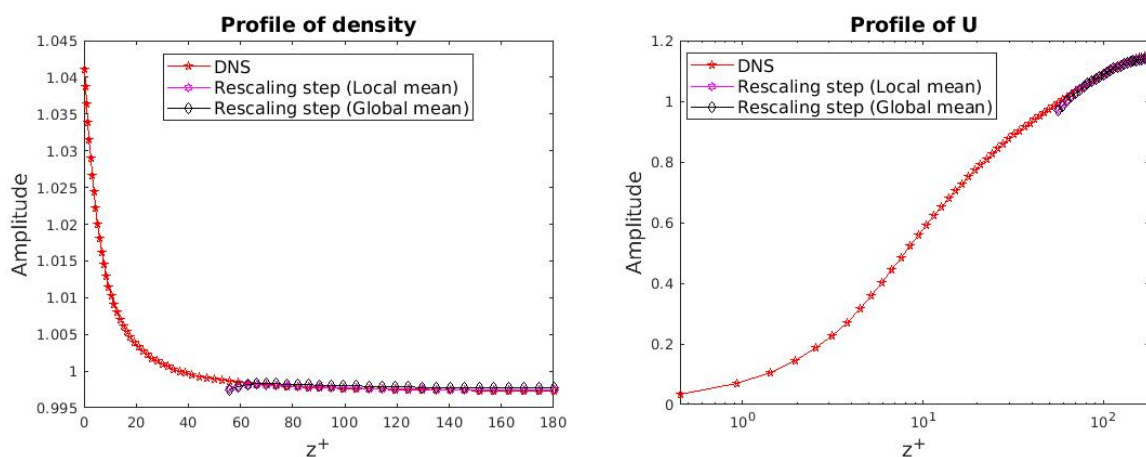 Profile of density
1.045
1.04
1.035
1.03
1.025
1.02
1.015
1.01
1.005
1
0.995
Amplitude
DNS
Rescaling step (Local mean)
Rescaling step (Global mean)
0 20 40 60 80 100 120 140 160 180
z+
Profile of U
1.2
1
0.8
0.6
0.4
0.2
0
Amplitude
DNS
Rescaling step (Local mean)
Rescaling step (Global mean)
10^0 10^1 10^2
z+